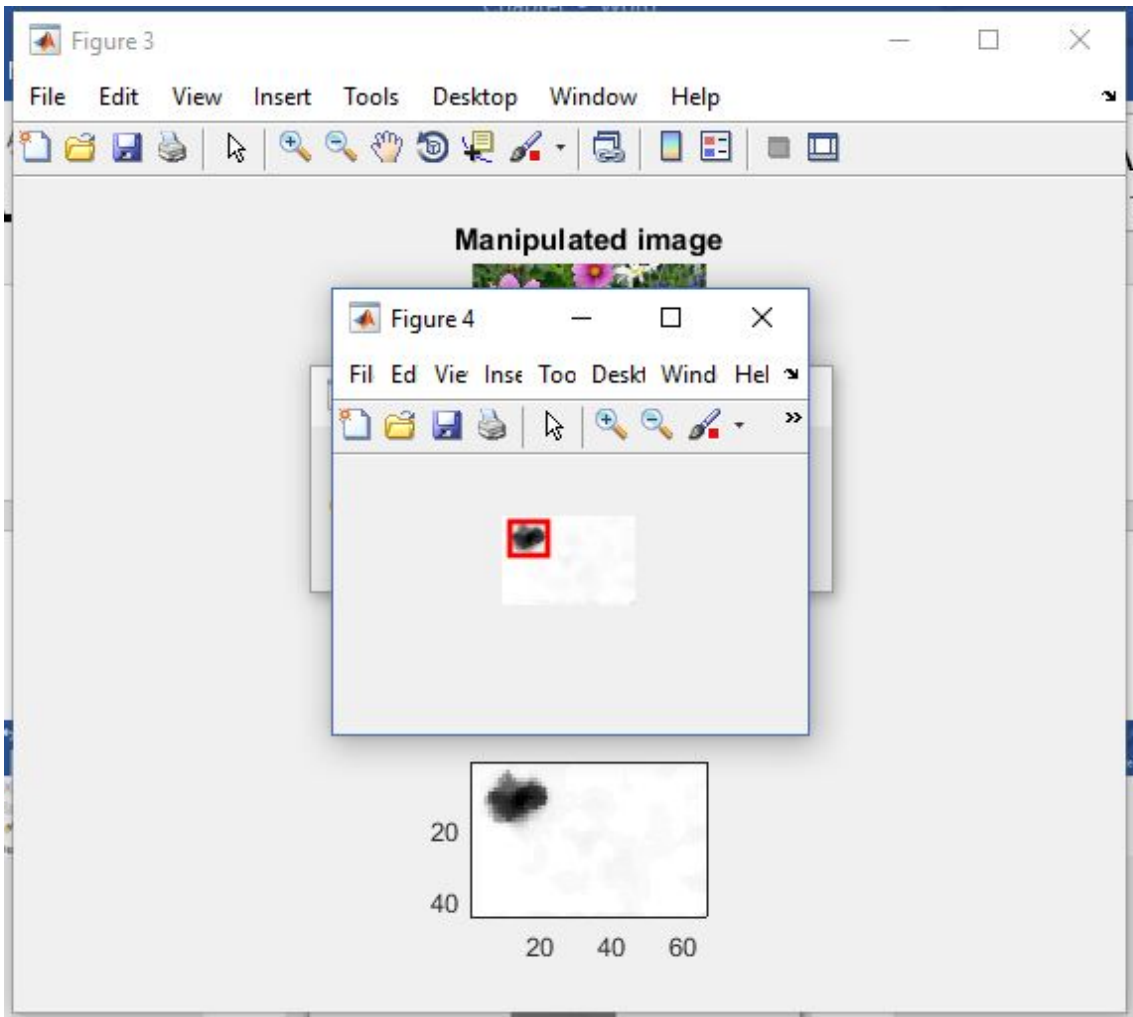 Figure 3
File Edit View Insert Tools Desktop Window Help
Manipulated image
Figure 4
Fil Ed Vie Inse Too Deskt Wind Hel
20
40
20 40 60